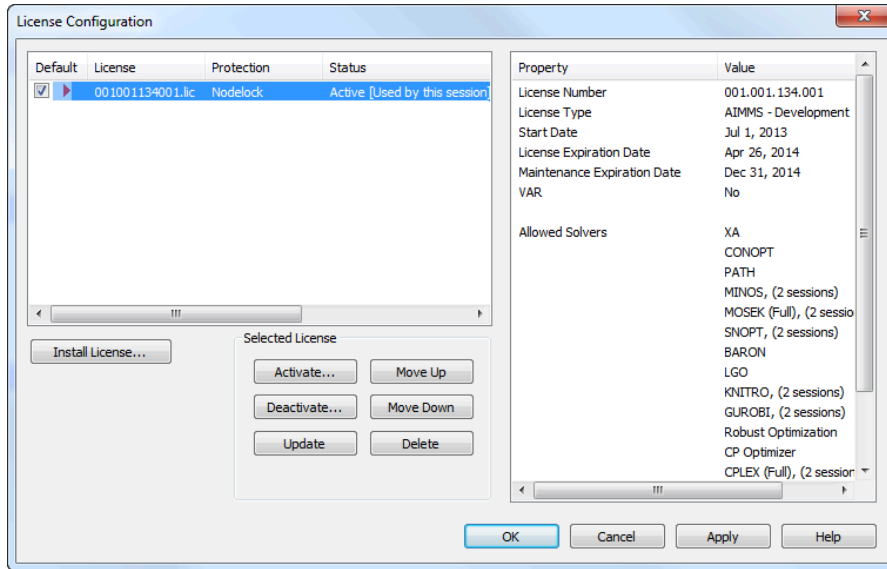 License Configuration
Default License Protection Status
001001134001.lic Nodelock Active [Used by this session]
Install License...
Selected License
Activate... Move Up
Deactivate... Move Down
Update Delete
Property Value
License Number 001.001.134.001
License Type AIMMS - Development
Start Date Jul 1, 2013
License Expiration Date Apr 26, 2014
Maintenance Expiration Date Dec 31, 2014
VAR No
Allowed Solvers XA
CONOPT
PATH
MINOS, (2 sessions)
MOSEK (Full), (2 sessio
SNOPT, (2 sessions)
BARON
LGO
KNITRO, (2 sessions)
GUROBI, (2 sessions)
Robust Optimization
CP Optimizer
CPLEX (Full), (2 session
OK Cancel Apply Help